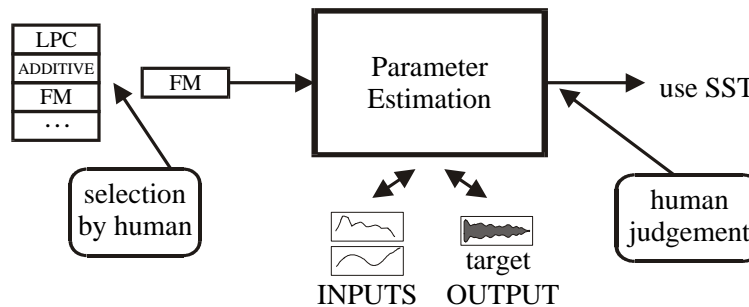 LPC
ADDITIVE
FM
...
FM
Parameter
Estimation
use SST
selection
by human
human
judgement
target
INPUTS OUTPUT